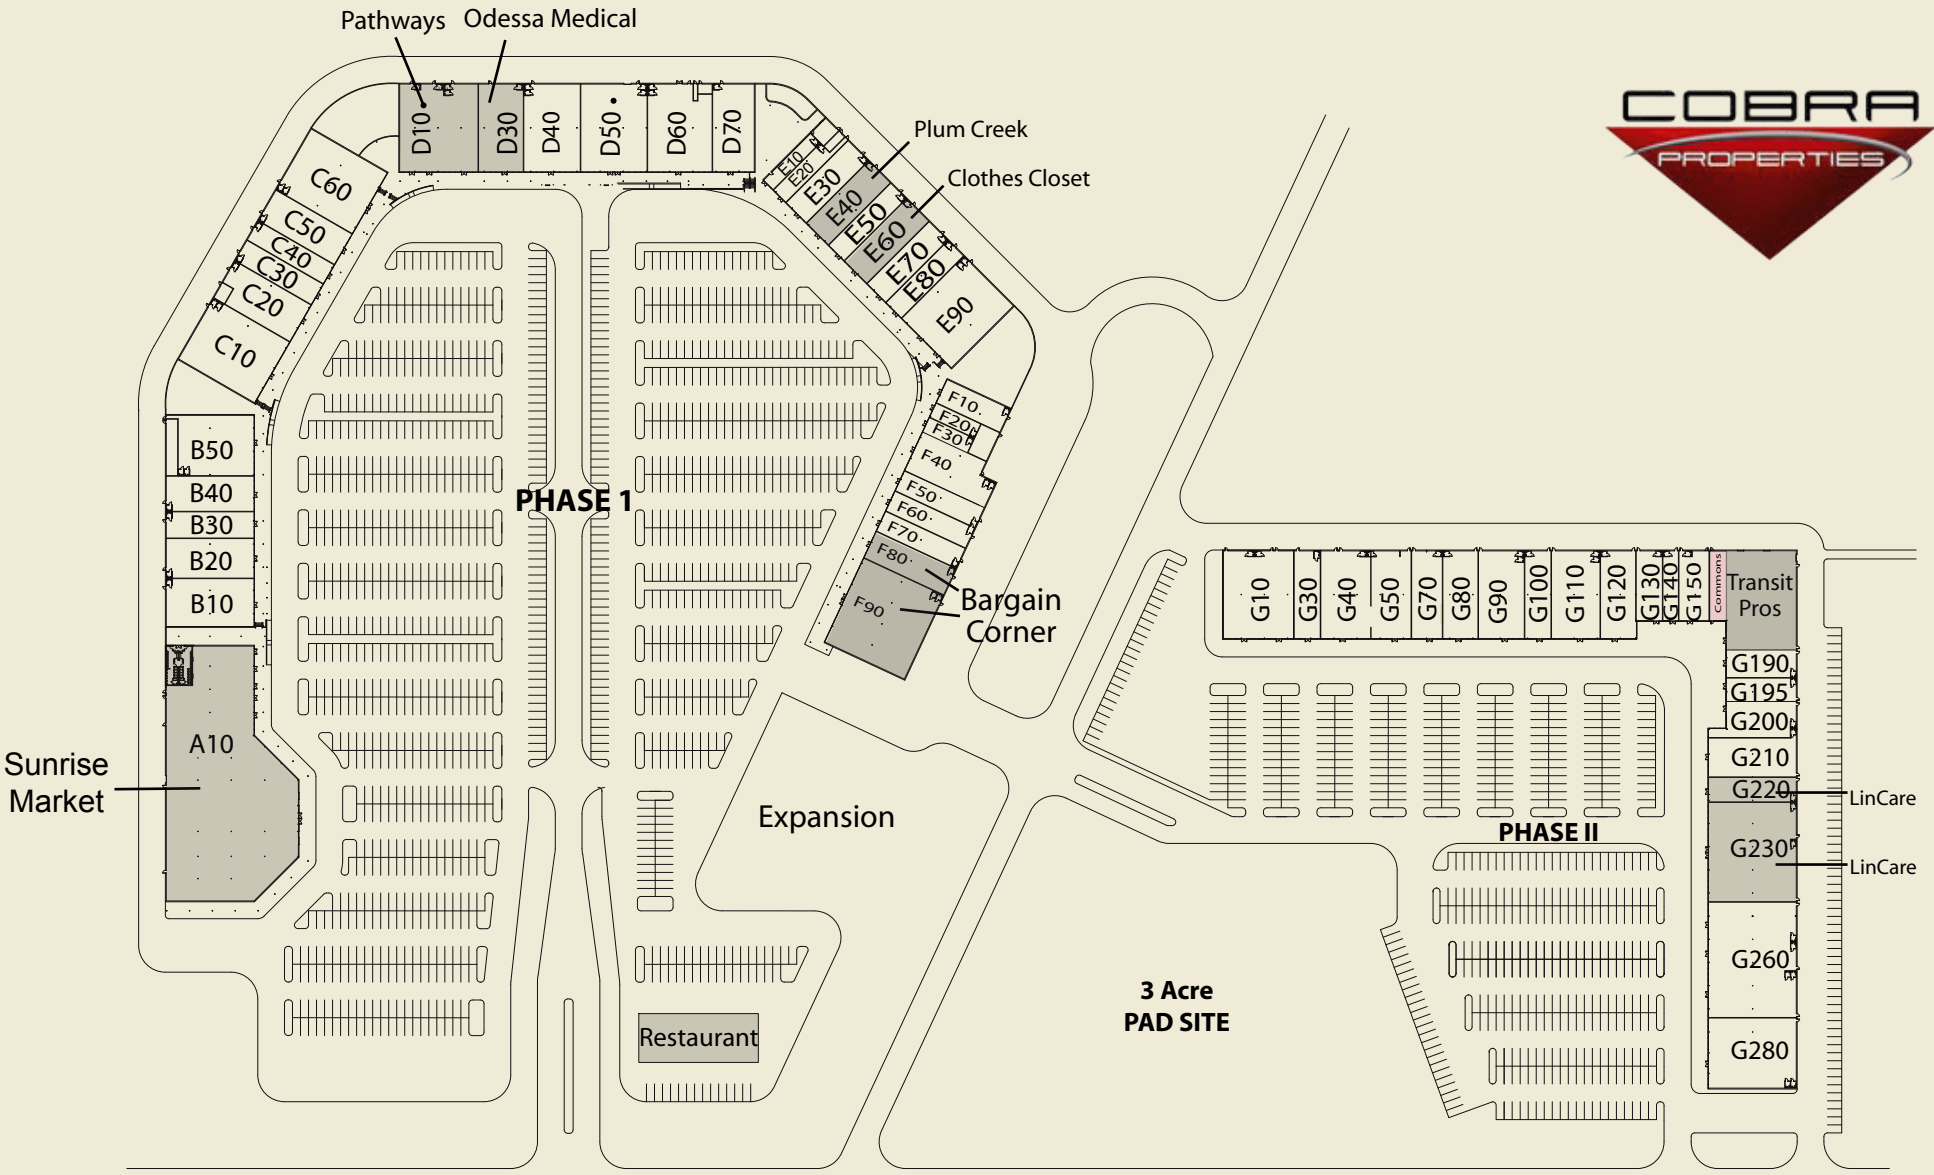 Pathways
Odessa Medical
COBRA
PROPERTIES
D10
D30
D40
D50
D60
D70
Plum Creek
Clothes Closet
E10
E20
E30
E40
E50
E60
E70
E80
E90
C60
C50
C40
C30
C20
C10
B50
B40
B30
B20
B10
PHASE 1
F10
F20
F30
F40
F50
F60
F70
F80
F90
Bargain
Corner
G10
G30
G40
G50
G70
G80
G90
G100
G110
G120
G130
G140
G150
Commons
Transit
Pros
G190
G195
G200
G210
G220
LinCare
G230
LinCare
G260
G280
A10
Sunrise
Market
Expansion
PHASE II
3 Acre
PAD SITE
Restaurant